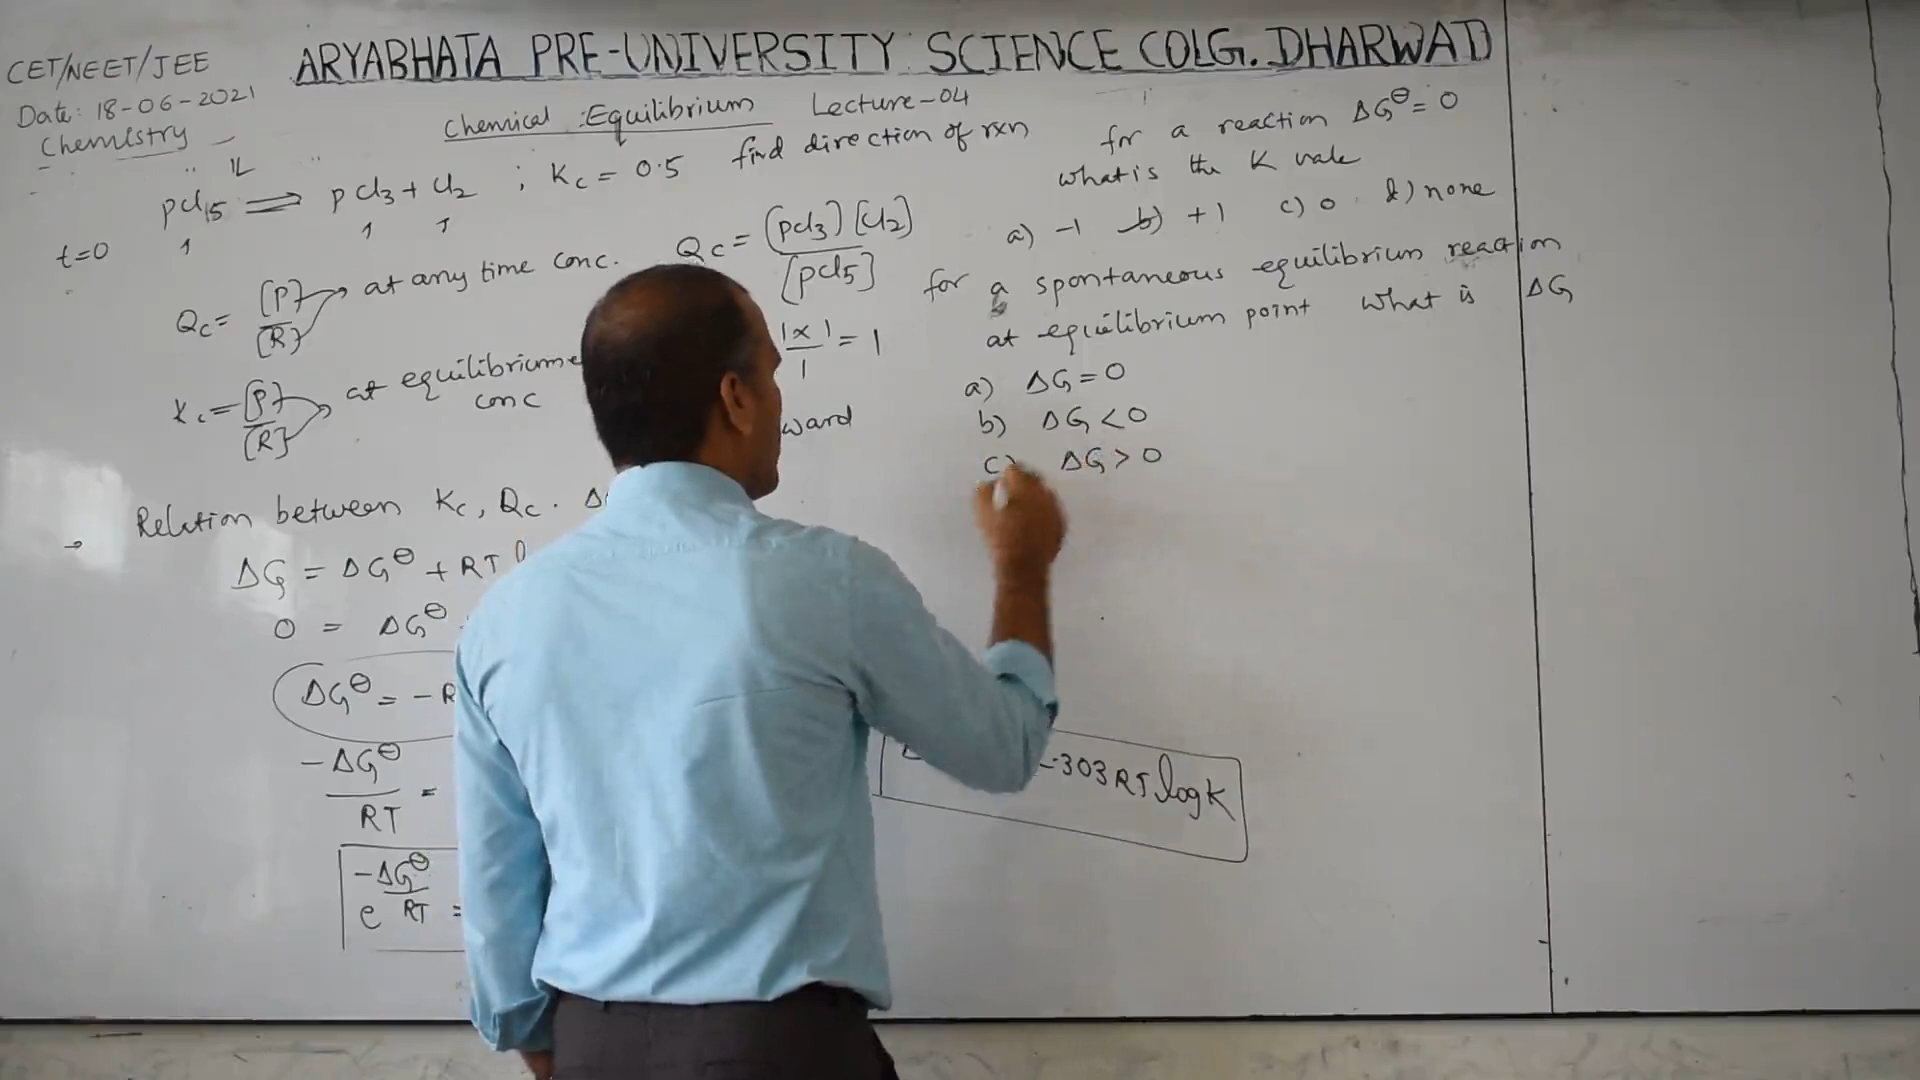 CET/NEET/JEE
ARYABHATA PRE-UNIVERSITY SCIENCE COLG. DHARWAD
Date: 18-06-2021
Chemistry
Chemical Equilibrium Lecture-04
1L
pcl5 ⇌ pcl3 + cl2 ; Kc = 0.5 find direction of rxn
t=0 1 1 1
Qc = [P]/[R] at any time conc.
Qc = [pcl3][cl2]/[pcl5]
Kc = [P]/[R] at equilibrium
conc
1x1/1 = 1
ward
→ Relation between Kc, Qc. Δ
ΔG = ΔG⊖ + RT
0 = ΔG⊖
ΔG⊖ = - R
-ΔG⊖/RT =
e -ΔG⊖/RT =
for a reaction ΔG⊖ = 0
what is the K vale
a) -1 b) +1 c) 0 d) none
for a spontaneous equilibrium reaction
at equilibrium point what is ΔG
a) ΔG = 0
b) ΔG < 0
c) ΔG > 0
.303 RT log K